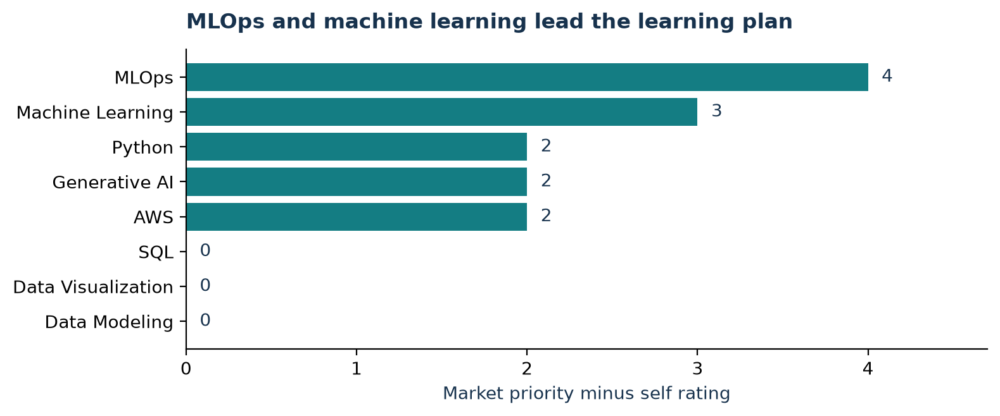 MLOps and machine learning lead the learning plan
MLOps 4
Machine Learning 3
Python 2
Generative AI 2
AWS 2
SQL 0
Data Visualization 0
Data Modeling 0
0 1 2 3 4
Market priority minus self rating